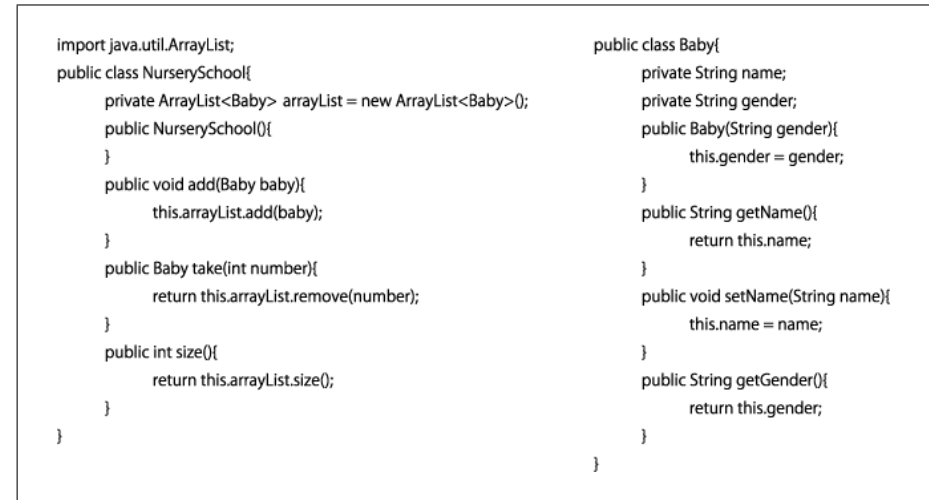 import java.util.ArrayList;
public class NurserySchool{
private ArrayList<Baby> arrayList = new ArrayList<Baby>();
public NurserySchool(){
}
public void add(Baby baby){
this.arrayList.add(baby);
}
public Baby take(int number){
return this.arrayList.remove(number);
}
public int size(){
return this.arrayList.size();
}
}
public class Baby{
private String name;
private String gender;
public Baby(String gender){
this.gender = gender;
}
public String getName(){
return this.name;
}
public void setName(String name){
this.name = name;
}
public String getGender(){
return this.gender;
}
}